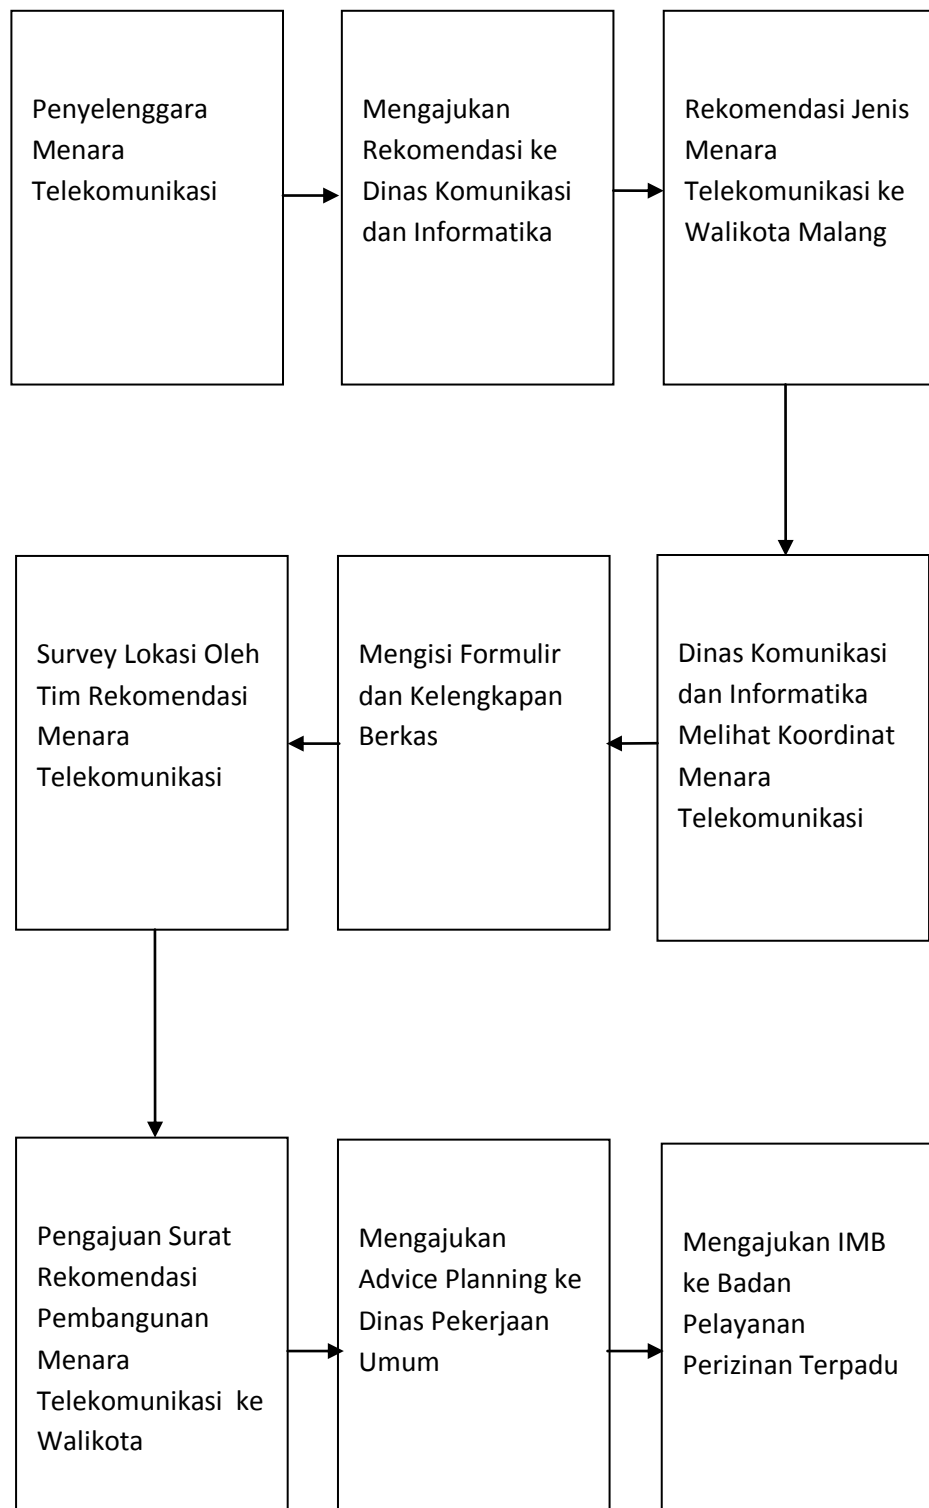 Penyelenggara
Menara
Telekomunikasi
Mengajukan
Rekomendasi ke
Dinas Komunikasi
dan Informatika
Rekomendasi Jenis
Menara
Telekomunikasi ke
Walikota Malang
Dinas Komunikasi
dan Informatika
Melihat Koordinat
Menara
Telekomunikasi
Mengisi Formulir
dan Kelengkapan
Berkas
Survey Lokasi Oleh
Tim Rekomendasi
Menara
Telekomunikasi
Pengajuan Surat
Rekomendasi
Pembangunan
Menara
Telekomunikasi  ke
Walikota
Mengajukan
Advice Planning ke
Dinas Pekerjaan
Umum
Mengajukan IMB
ke Badan
Pelayanan
Perizinan Terpadu